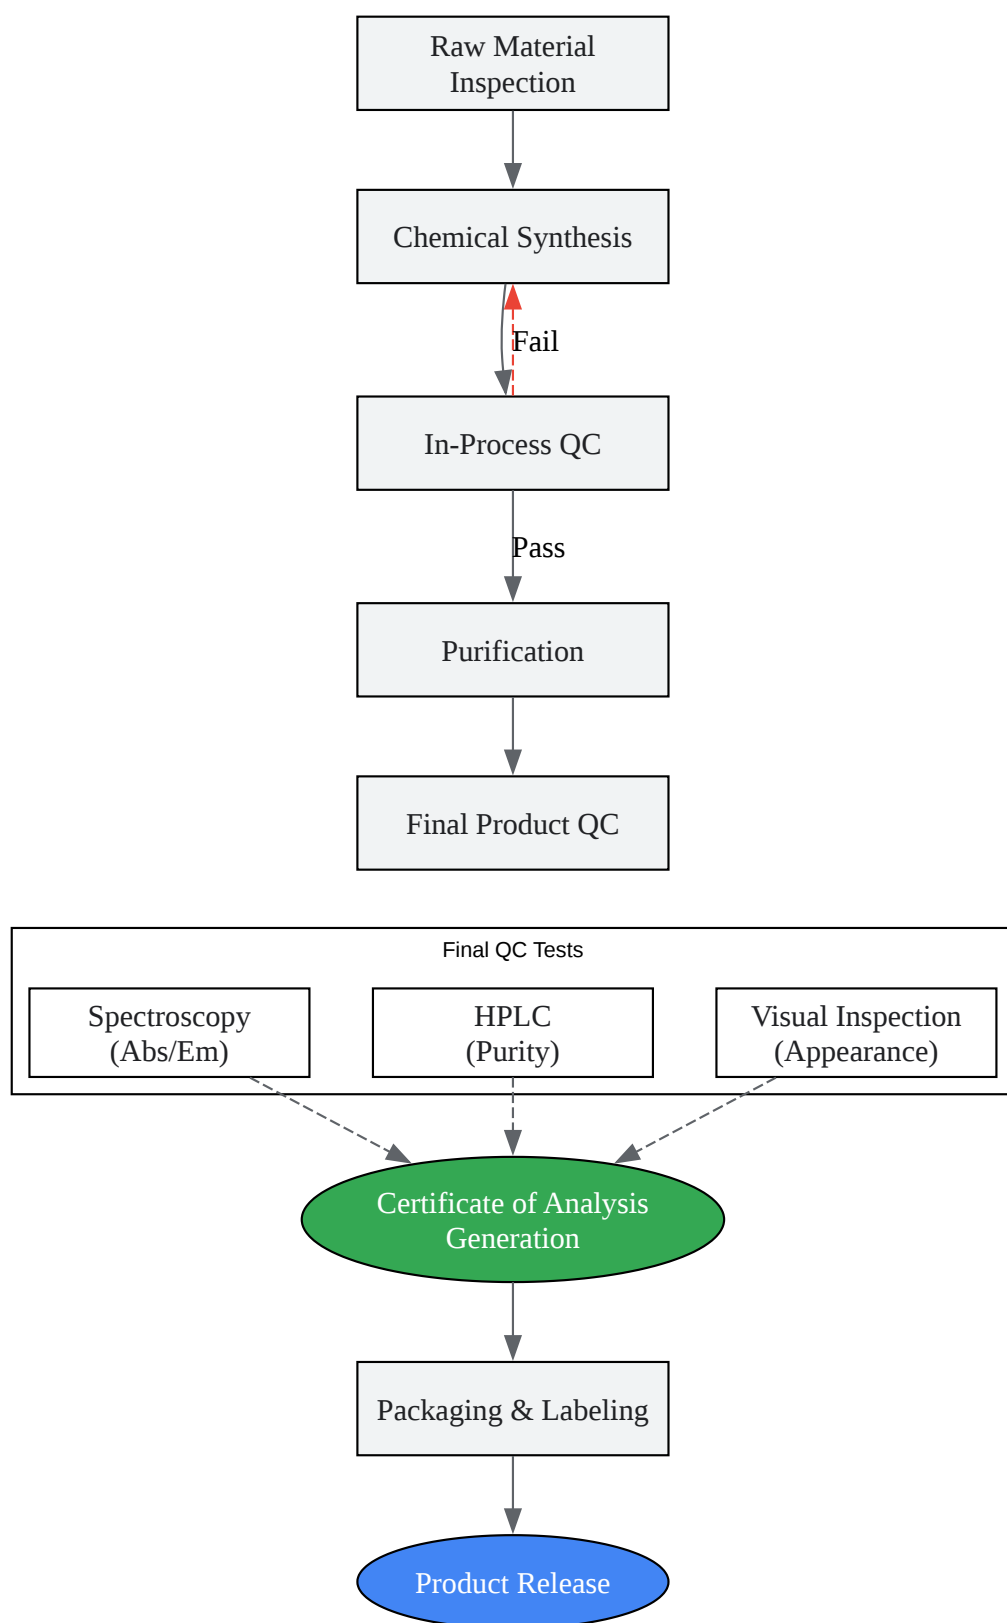 Raw Material
Inspection
Chemical Synthesis
Fail
In-Process QC
Pass
Purification
Final Product QC
Final QC Tests
Spectroscopy
(Abs/Em)
HPLC
(Purity)
Visual Inspection
(Appearance)
Certificate of Analysis
Generation
Packaging & Labeling
Product Release